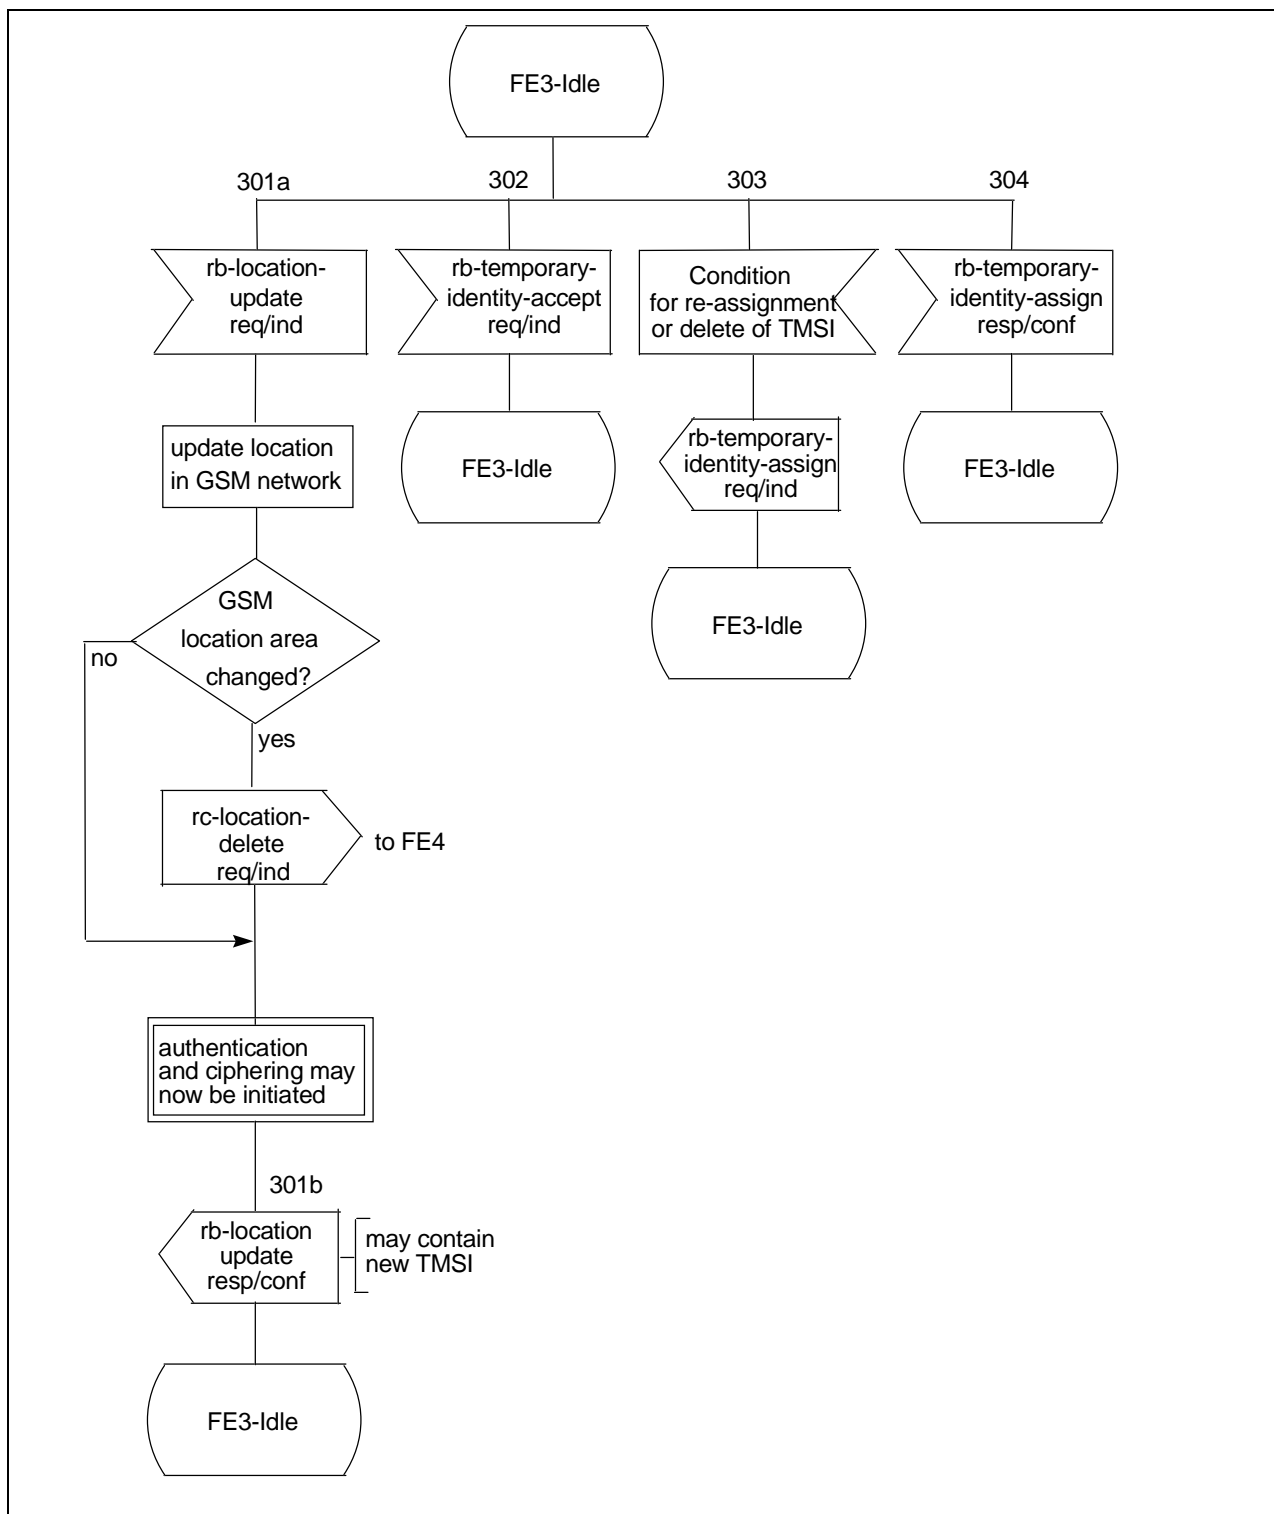 FE3-Idle
301a
302
303
304
rb-location-
update
req/ind
rb-temporary-
identity-accept
req/ind
Condition
for re-assignment
or delete of TMSI
rb-temporary-
identity-assign
resp/conf
update location
in GSM network
FE3-Idle
rb-temporary-
identity-assign
req/ind
FE3-Idle
FE3-Idle
GSM
location area
changed?
no
yes
rc-location-
delete
req/ind
to FE4
authentication
and ciphering may
now be initiated
301b
rb-location
update
resp/conf
may contain
new TMSI
FE3-Idle